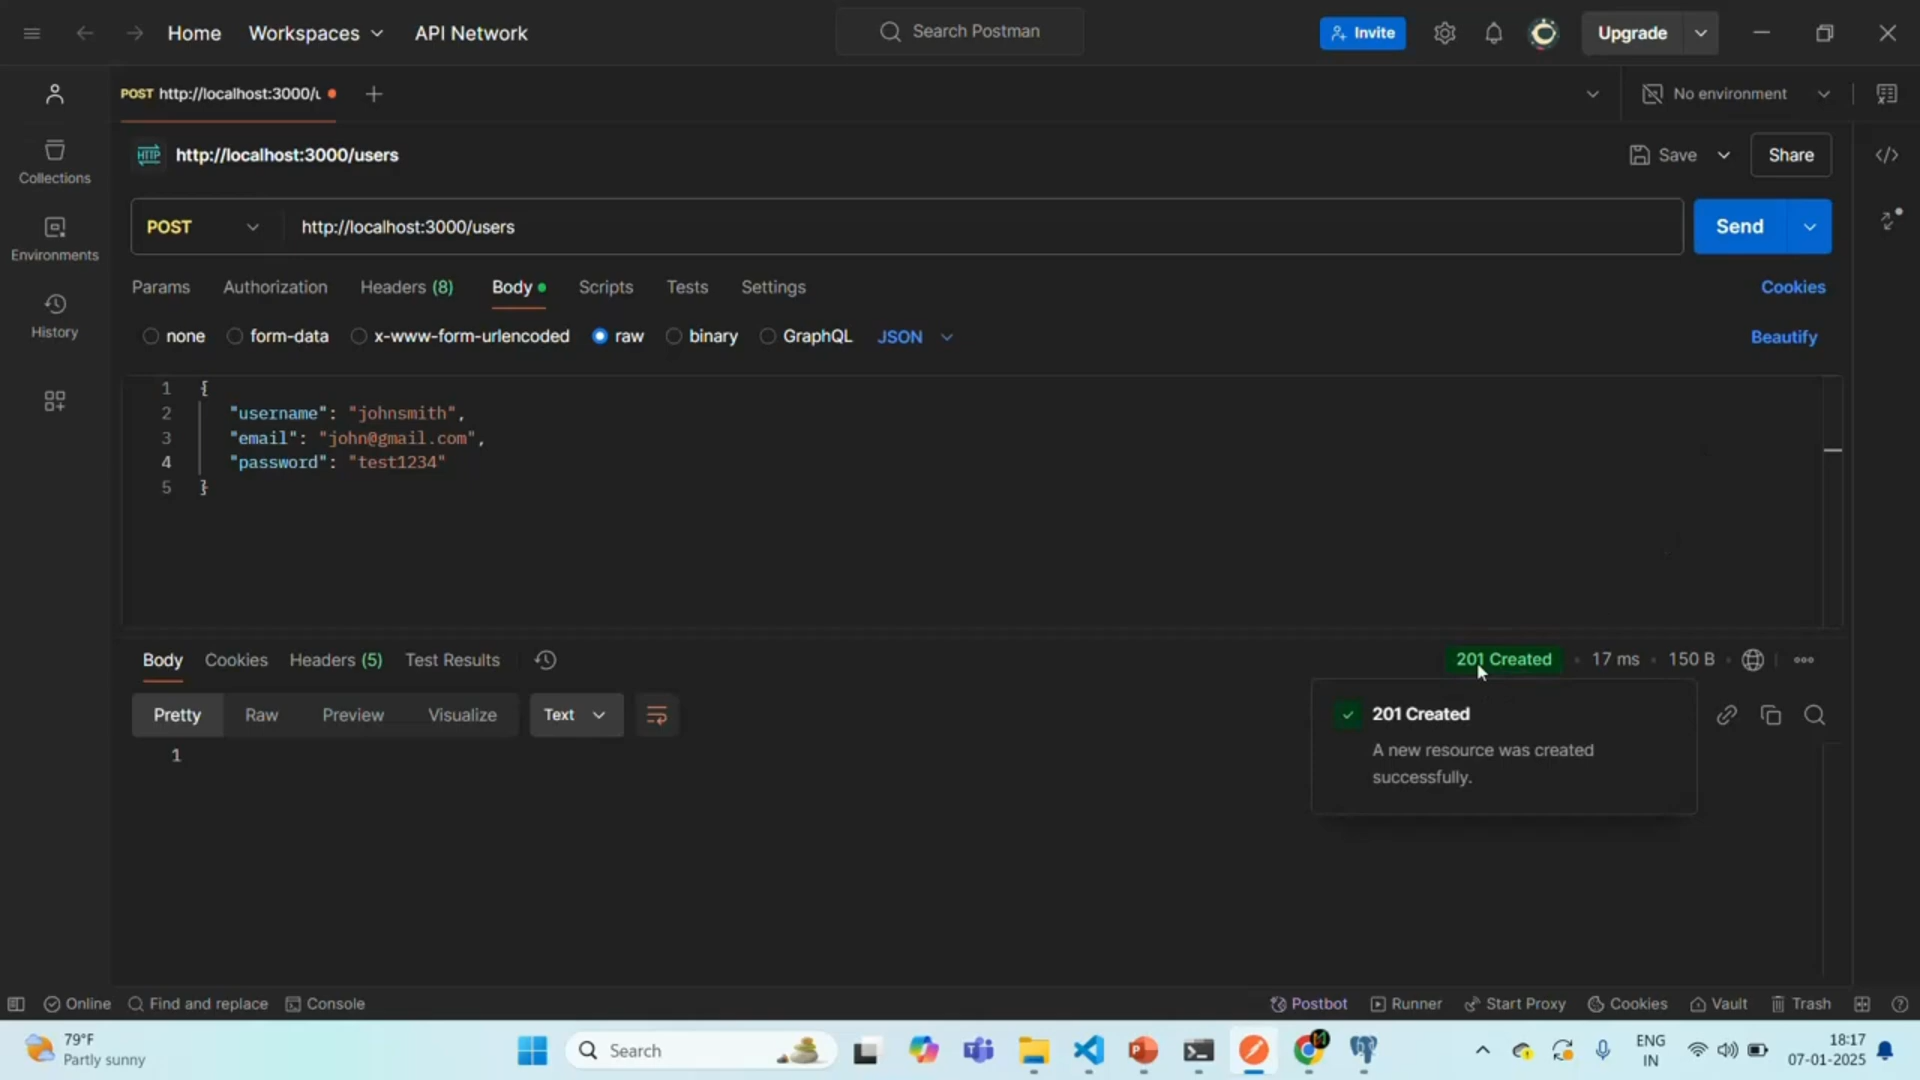 Home Workspaces API Network Search Postman Invite Upgrade
POST http://localhost:3000/u No environment
HTTP http://localhost:3000/users Save Share
Collections
POST http://localhost:3000/users Send
Environments
Params Authorization Headers (8) Body Scripts Tests Settings Cookies
History
none form-data x-www-form-urlencoded raw binary GraphQL JSON Beautify
1 {
2 "username": "johnsmith",
3 "email": "john@gmail.com",
4 "password": "test1234"
5 }
Body Cookies Headers (5) Test Results 201 Created 17 ms 150 B
Pretty Raw Preview Visualize Text
201 Created
A new resource was created
successfully.
1
Online Find and replace Console Postbot Runner Start Proxy Cookies Vault Trash
79°F
Partly sunny
Search
ENG
IN
18:17
07-01-2025